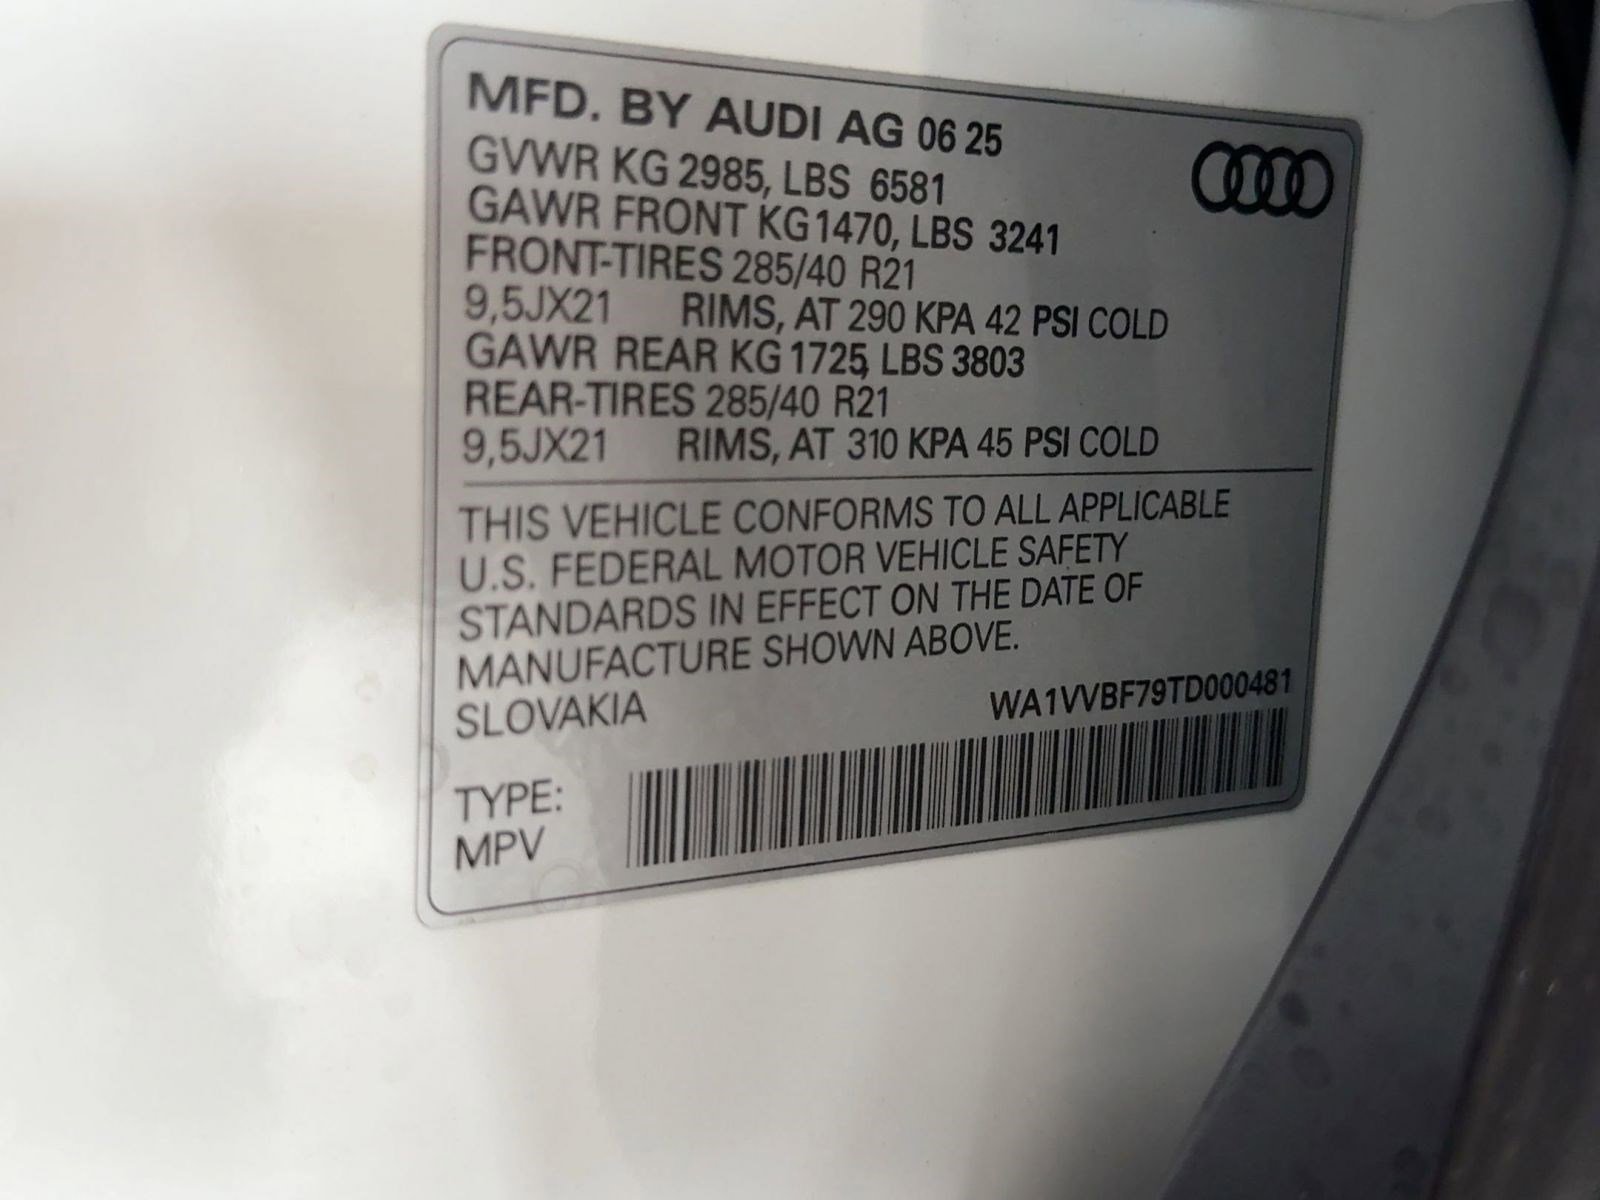 MFD. BY AUDI AG 06 25
GVWR KG 2985, LBS 6581
GAWR FRONT KG 1470, LBS 3241
FRONT-TIRES 285/40 R21
9,5JX21 RIMS, AT 290 KPA 42 PSI COLD
GAWR REAR KG 1725, LBS 3803
REAR-TIRES 285/40 R21
9,5JX21 RIMS, AT 310 KPA 45 PSI COLD
THIS VEHICLE CONFORMS TO ALL APPLICABLE
U.S. FEDERAL MOTOR VEHICLE SAFETY
STANDARDS IN EFFECT ON THE DATE OF
MANUFACTURE SHOWN ABOVE.
SLOVAKIA WA1VVBF79TD000481
TYPE:
MPV